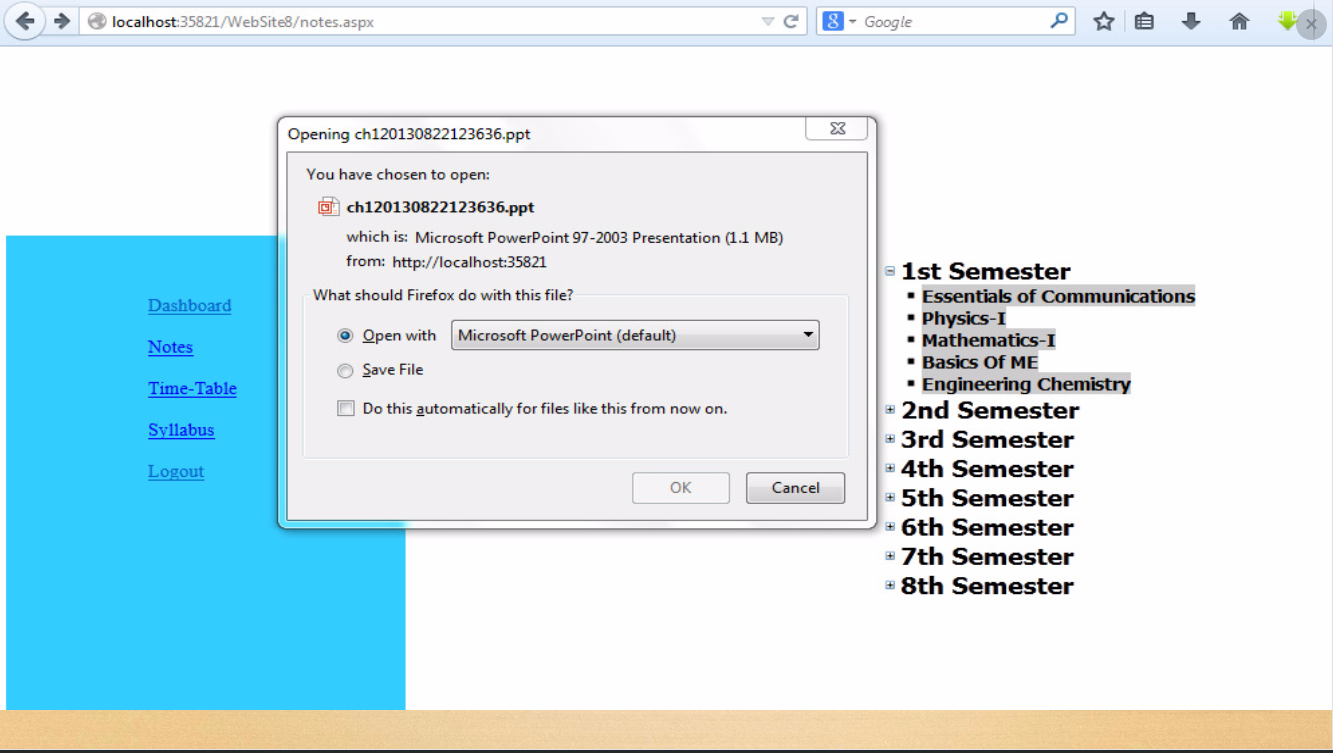 localhost:35821/WebSite8/notes.aspx
8 Google
Opening ch120130822123636.ppt
You have chosen to open:
ch120130822123636.ppt
which is: Microsoft PowerPoint 97-2003 Presentation (1.1 MB)
from: http://localhost:35821
What should Firefox do with this file?
Open with Microsoft PowerPoint (default)
Save File
Do this automatically for files like this from now on.
OK Cancel
Dashboard
Notes
Time-Table
Syllabus
Logout
1st Semester
Essentials of Communications
Physics-I
Mathematics-I
Basics Of ME
Engineering Chemistry
2nd Semester
3rd Semester
4th Semester
5th Semester
6th Semester
7th Semester
8th Semester